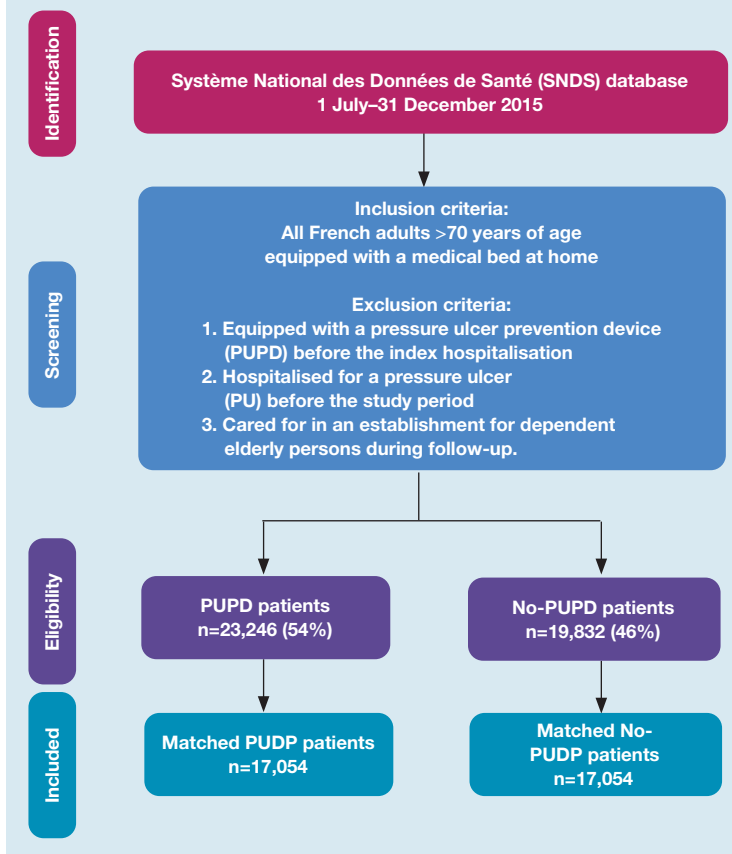 Identification
Système National des Données de Santé (SNDS) database
1 July–31 December 2015
Screening
Inclusion criteria:
All French adults >70 years of age
equipped with a medical bed at home
Exclusion criteria:
1. Equipped with a pressure ulcer prevention device
(PUPD) before the index hospitalisation
2. Hospitalised for a pressure ulcer
(PU) before the study period
3. Cared for in an establishment for dependent
elderly persons during follow-up.
Eligibility
PUPD patients
n=23,246 (54%)
No-PUPD patients
n=19,832 (46%)
Included
Matched PUDP patients
n=17,054
Matched No-
PUDP patients
n=17,054